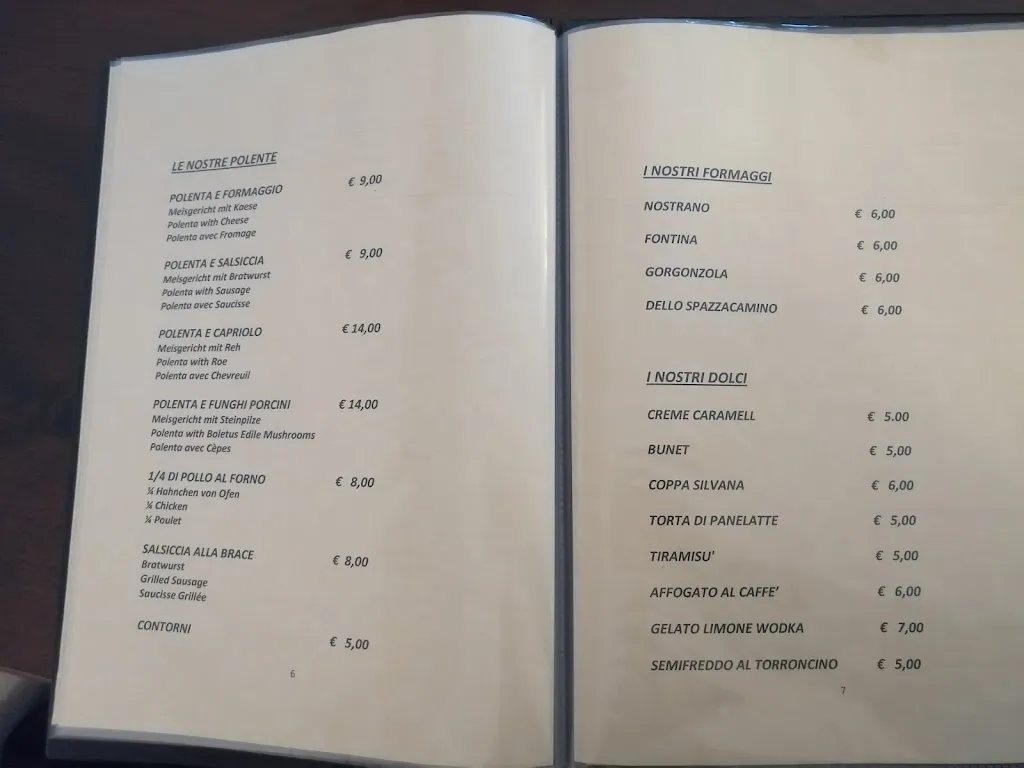 LE NOSTRE POLENTE
POLENTA E FORMAGGIO € 9,00
Meisgericht mit Kaese
Polenta with Cheese
Polenta avec Fromage
POLENTA E SALSICCIA € 9,00
Meisgericht mit Bratwurst
Polenta with Sausage
Polenta avec Saucisse
POLENTA E CAPRIOLO € 14,00
Meisgericht mit Reh
Polenta with Roe
Polenta avec Chevreuil
POLENTA E FUNGHI PORCINI € 14,00
Meisgericht mit Steinpilze
Polenta with Boletus Edile Mushrooms
Polenta avec Cèpes
1/4 DI POLLO AL FORNO € 8,00
¼ Hahnchen von Ofen
¼ Chicken
¼ Poulet
SALSICCIA ALLA BRACE € 8,00
Bratwurst
Grilled Sausage
Saucisse Grillée
CONTORNI € 5,00
6
I NOSTRI FORMAGGI
NOSTRANO € 6,00
FONTINA € 6,00
GORGONZOLA € 6,00
DELLO SPAZZACAMINO € 6,00
I NOSTRI DOLCI
CREME CARAMELL € 5.00
BUNET € 5,00
COPPA SILVANA € 6,00
TORTA DI PANELATTE € 5,00
TIRAMISU' € 5,00
AFFOGATO AL CAFFE’ € 6,00
GELATO LIMONE WODKA € 7,00
SEMIFREDDO AL TORRONCINO € 5,00
7